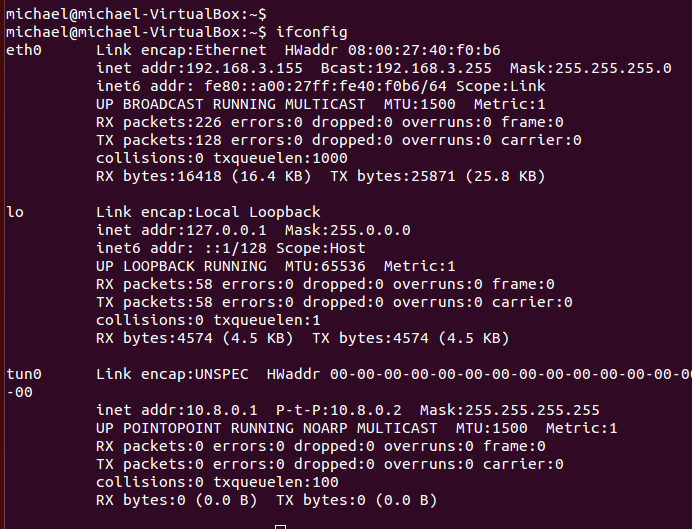 michael@michael-VirtualBox:~$
michael@michael-VirtualBox:~$ ifconfig
eth0      Link encap:Ethernet  HWaddr 08:00:27:40:f0:b6
          inet addr:192.168.3.155  Bcast:192.168.3.255  Mask:255.255.255.0
          inet6 addr: fe80::a00:27ff:fe40:f0b6/64 Scope:Link
          UP BROADCAST RUNNING MULTICAST  MTU:1500  Metric:1
          RX packets:226 errors:0 dropped:0 overruns:0 frame:0
          TX packets:128 errors:0 dropped:0 overruns:0 carrier:0
          collisions:0 txqueuelen:1000
          RX bytes:16418 (16.4 KB)  TX bytes:25871 (25.8 KB)

lo        Link encap:Local Loopback
          inet addr:127.0.0.1  Mask:255.0.0.0
          inet6 addr: ::1/128 Scope:Host
          UP LOOPBACK RUNNING  MTU:65536  Metric:1
          RX packets:58 errors:0 dropped:0 overruns:0 frame:0
          TX packets:58 errors:0 dropped:0 overruns:0 carrier:0
          collisions:0 txqueuelen:1
          RX bytes:4574 (4.5 KB)  TX bytes:4574 (4.5 KB)

tun0      Link encap:UNSPEC  HWaddr 00-00-00-00-00-00-00-00-00-00-00-00-00-00-00
-00
          inet addr:10.8.0.1  P-t-P:10.8.0.2  Mask:255.255.255.255
          UP POINTOPOINT RUNNING NOARP MULTICAST  MTU:1500  Metric:1
          RX packets:0 errors:0 dropped:0 overruns:0 frame:0
          TX packets:0 errors:0 dropped:0 overruns:0 carrier:0
          collisions:0 txqueuelen:100
          RX bytes:0 (0.0 B)  TX bytes:0 (0.0 B)